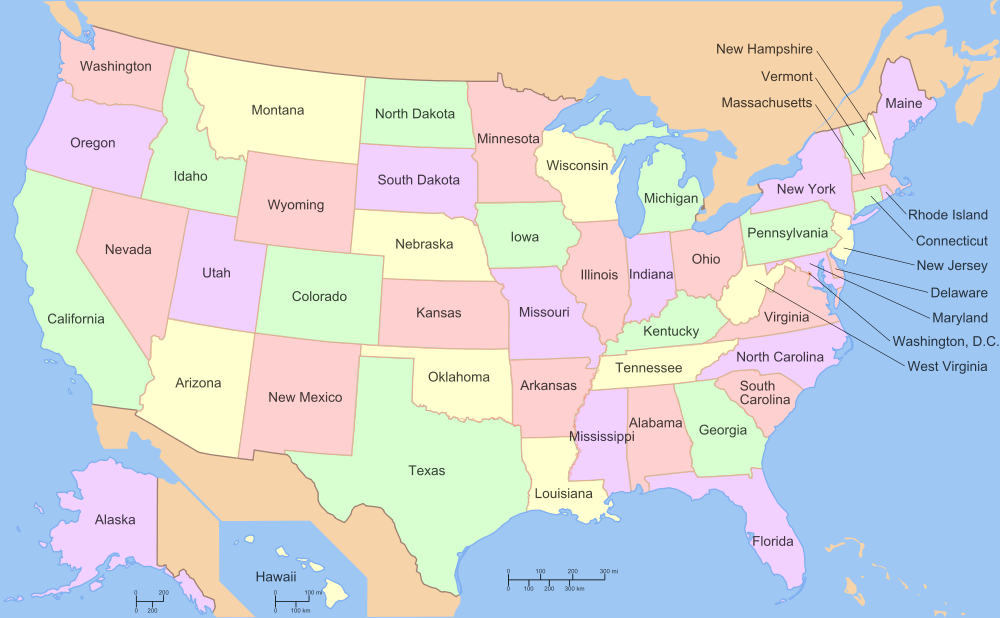 New Hampshire
Vermont
Massachusetts
Washington
Montana
North Dakota
Minnesota
Maine
Oregon
Idaho
Wyoming
South Dakota
Wisconsin
Michigan
New York
Rhode Island
Connecticut
New Jersey
Delaware
Maryland
Washington, D.C.
West Virginia
Nevada
Utah
Colorado
Nebraska
Iowa
Illinois
Indiana
Ohio
Pennsylvania
California
Kansas
Missouri
Kentucky
Virginia
Arizona
New Mexico
Oklahoma
Arkansas
Tennessee
North Carolina
South
Carolina
Texas
Louisiana
Mississippi
Alabama
Georgia
Florida
Alaska
Hawaii
0 200
0 200
0 100 mi
0 100 km
0 100 200 300 mi
0 100 200 300 km